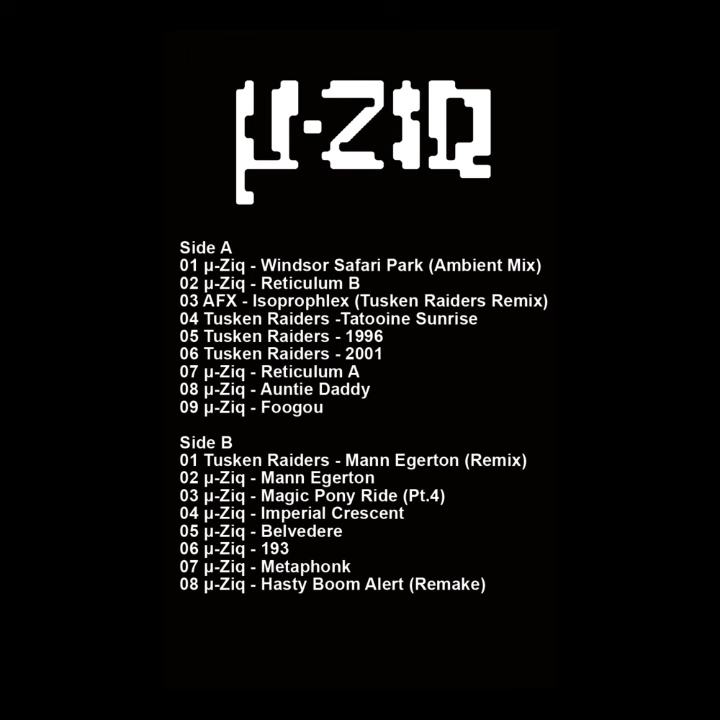 µ-ZIQ
Side A
01 µ-Ziq - Windsor Safari Park (Ambient Mix)
02 µ-Ziq - Reticulum B
03 AFX - Isoprophlex (Tusken Raiders Remix)
04 Tusken Raiders -Tatooine Sunrise
05 Tusken Raiders - 1996
06 Tusken Raiders - 2001
07 µ-Ziq - Reticulum A
08 µ-Ziq - Auntie Daddy
09 µ-Ziq - Foogou
Side B
01 Tusken Raiders - Mann Egerton (Remix)
02 µ-Ziq - Mann Egerton
03 µ-Ziq - Magic Pony Ride (Pt.4)
04 µ-Ziq - Imperial Crescent
05 µ-Ziq - Belvedere
06 µ-Ziq - 193
07 µ-Ziq - Metaphonk
08 µ-Ziq - Hasty Boom Alert (Remake)